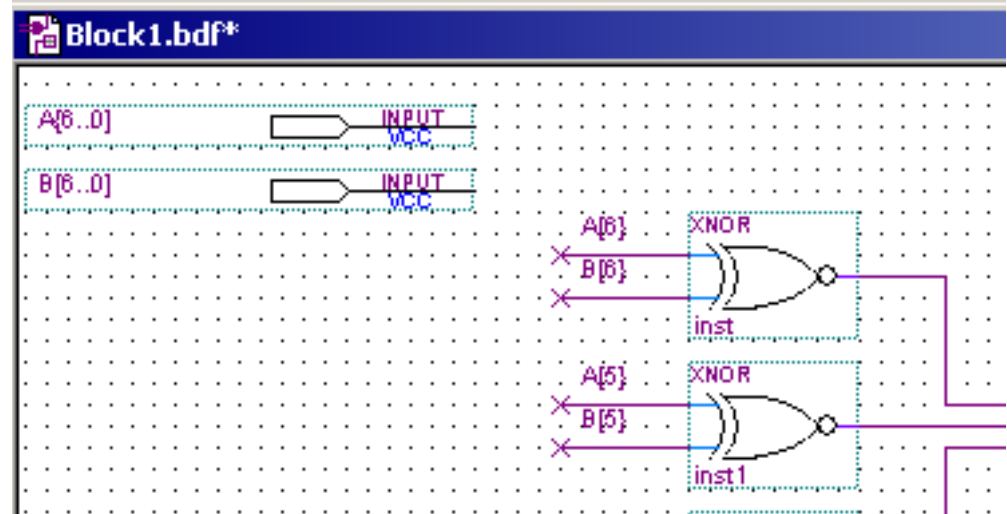 Block1.bdf*
A[6..0] INPUT
VCC
B[6..0] INPUT
VCC
A[6]
XNOR
B[6]
inst
A[5]
XNOR
B[5]
inst1